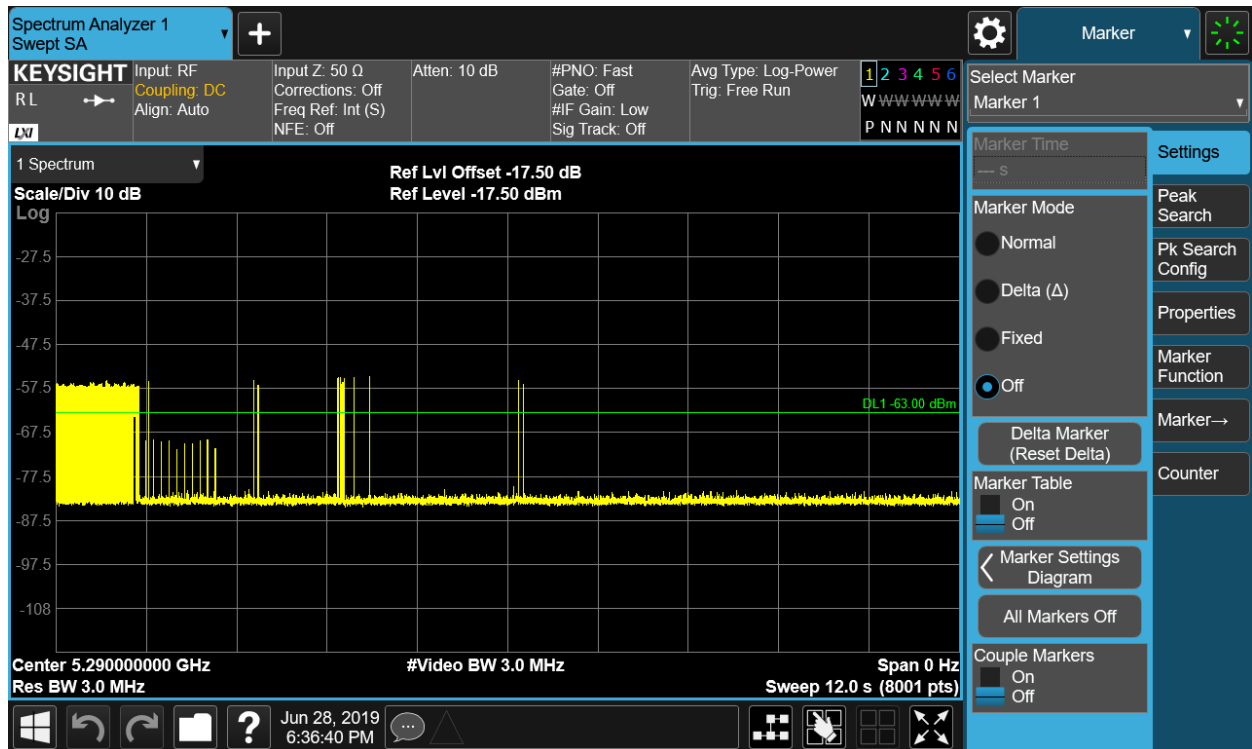 Spectrum Analyzer 1
Swept SA
Marker
KEYSIGHT
RL
LXI
Input: RF
Coupling: DC
Align: Auto
Input Z: 50 Ω
Corrections: Off
Freq Ref: Int (S)
NFE: Off
Atten: 10 dB
#PNO: Fast
Gate: Off
#IF Gain: Low
Sig Track: Off
Avg Type: Log-Power
Trig: Free Run
1 2 3 4 5 6
W W W W W W
P N N N N N
Select Marker
Marker 1
1 Spectrum
Scale/Div 10 dB
Log
Ref Lvl Offset -17.50 dB
Ref Level -17.50 dBm
-27.5
-37.5
-47.5
-57.5
-67.5
-77.5
-87.5
-97.5
-108
DL1 -63.00 dBm
Center 5.290000000 GHz
Res BW 3.0 MHz
#Video BW 3.0 MHz
Span 0 Hz
Sweep 12.0 s (8001 pts)
Marker Time
--- s
Marker Mode
Normal
Delta (Δ)
Fixed
Off
Delta Marker
(Reset Delta)
Marker Table
On
Off
Marker Settings
Diagram
All Markers Off
Couple Markers
On
Off
Settings
Peak
Search
Pk Search
Config
Properties
Marker
Function
Marker→
Counter
Jun 28, 2019
6:36:40 PM